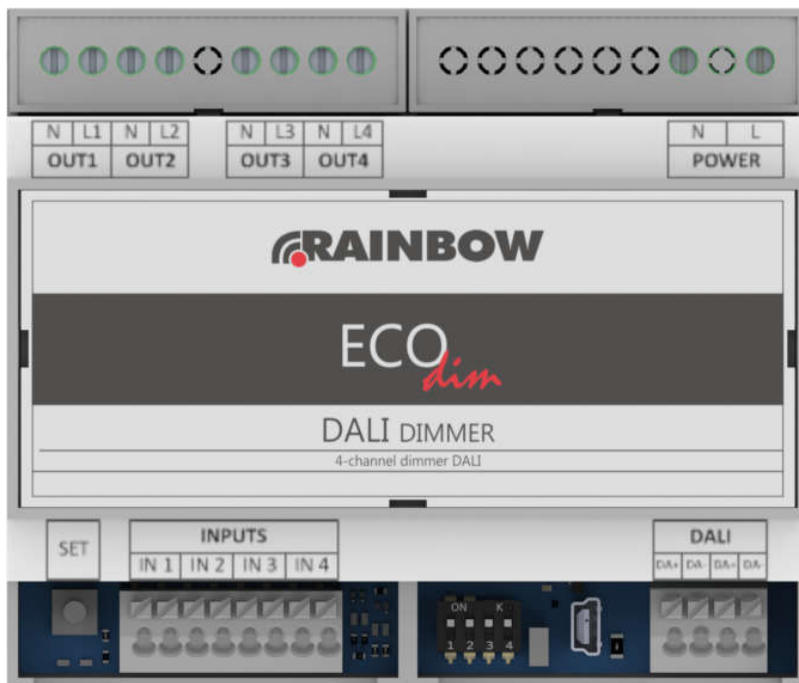 N L1 N L2 N L3 N L4 N L
OUT1 OUT2 OUT3 OUT4 POWER
RAINBOW
ECO
dim
DALI DIMMER
4-channel dimmer DALI
SET INPUTS DALI
IN 1 IN 2 IN 3 IN 4 DA+ DA- DA+ DA-
ON K
1 2 3 4